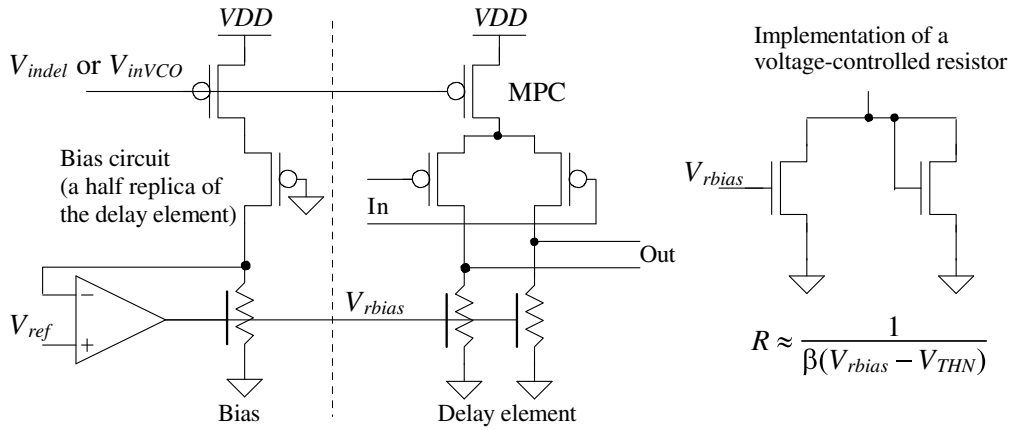 VDD
VDD
V_indel or V_inVCO
MPC
Bias circuit
(a half replica of
the delay element)
In
Out
V_ref
−
+
V_rbias
Bias
Delay element
Implementation of a
voltage-controlled resistor
V_rbias
R ≈ 1 / β(V_rbias − V_THN)